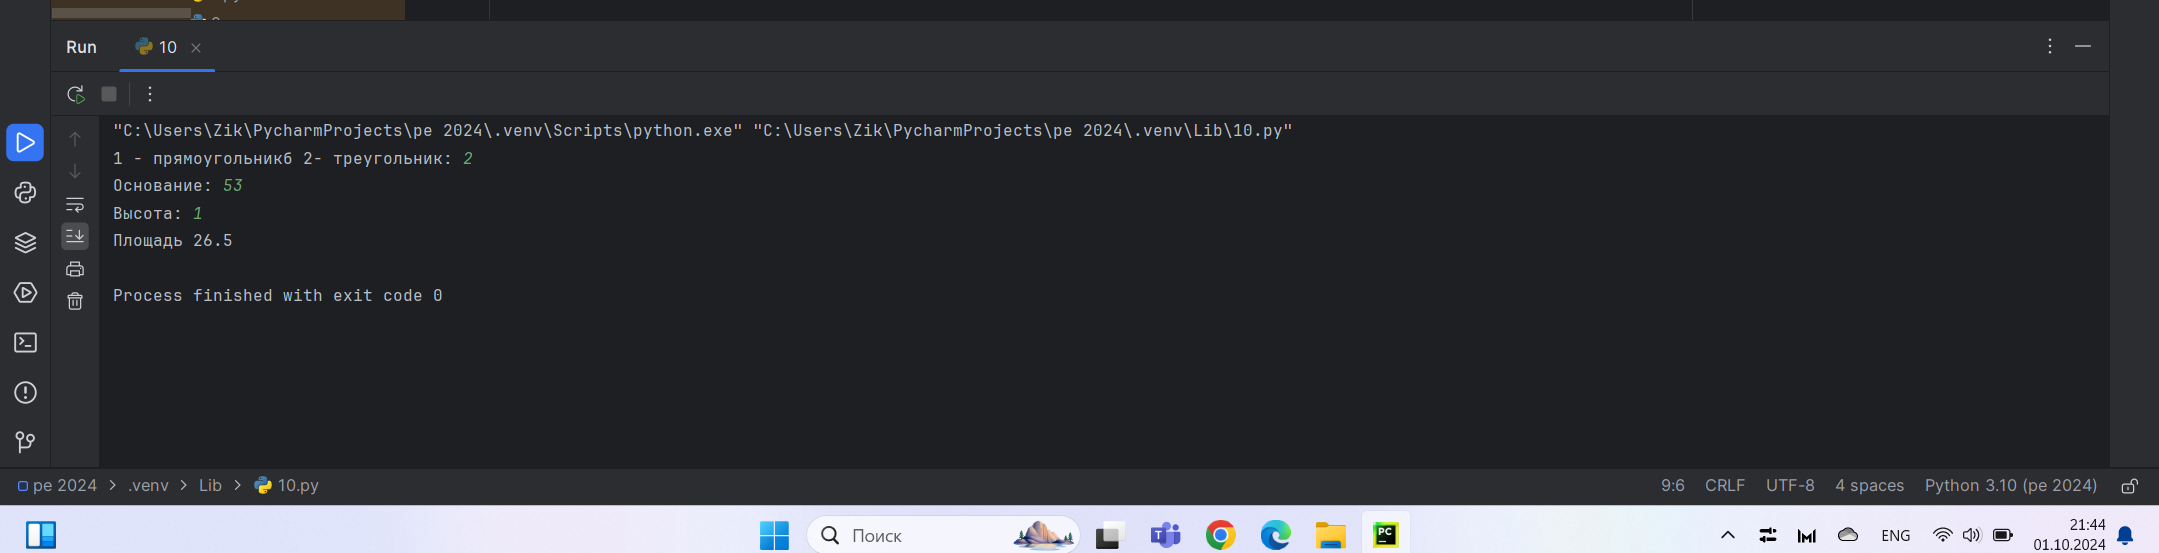 Run 10
"C:\Users\Zik\PycharmProjects\pe 2024\.venv\Scripts\python.exe" "C:\Users\Zik\PycharmProjects\pe 2024\.venv\Lib\10.py"
1 - прямоугольникб 2- треугольник: 2
Основание: 53
Высота: 1
Площадь 26.5
Process finished with exit code 0
pe 2024 > .venv > Lib > 10.py 9:6 CRLF UTF-8 4 spaces Python 3.10 (pe 2024)
Поиск ENG 21:44
01.10.2024